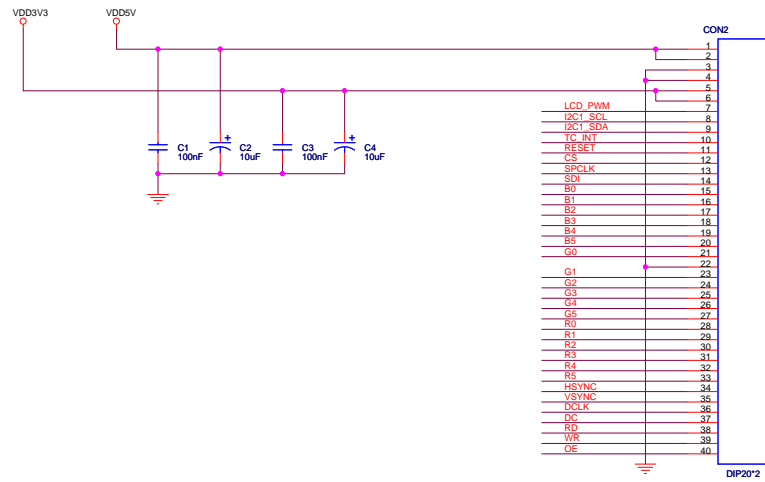 VDD3V3 VDD5V
CON2
1
2
3
4
5
6
LCD_PWM 7
I2C1_SCL 8
I2C1_SDA 9
TC_INT 10
RESET 11
CS 12
SPCLK 13
SDI 14
B0 15
B1 16
B2 17
B3 18
B4 19
B5 20
G0 21
22
G1 23
G2 24
G3 25
G4 26
G5 27
R0 28
R1 29
R2 30
R3 31
R4 32
R5 33
HSYNC 34
VSYNC 35
DCLK 36
DC 37
RD 38
WR 39
OE 40
C1 C2 C3 C4
100nF 10uF 100nF 10uF
DIP20*2